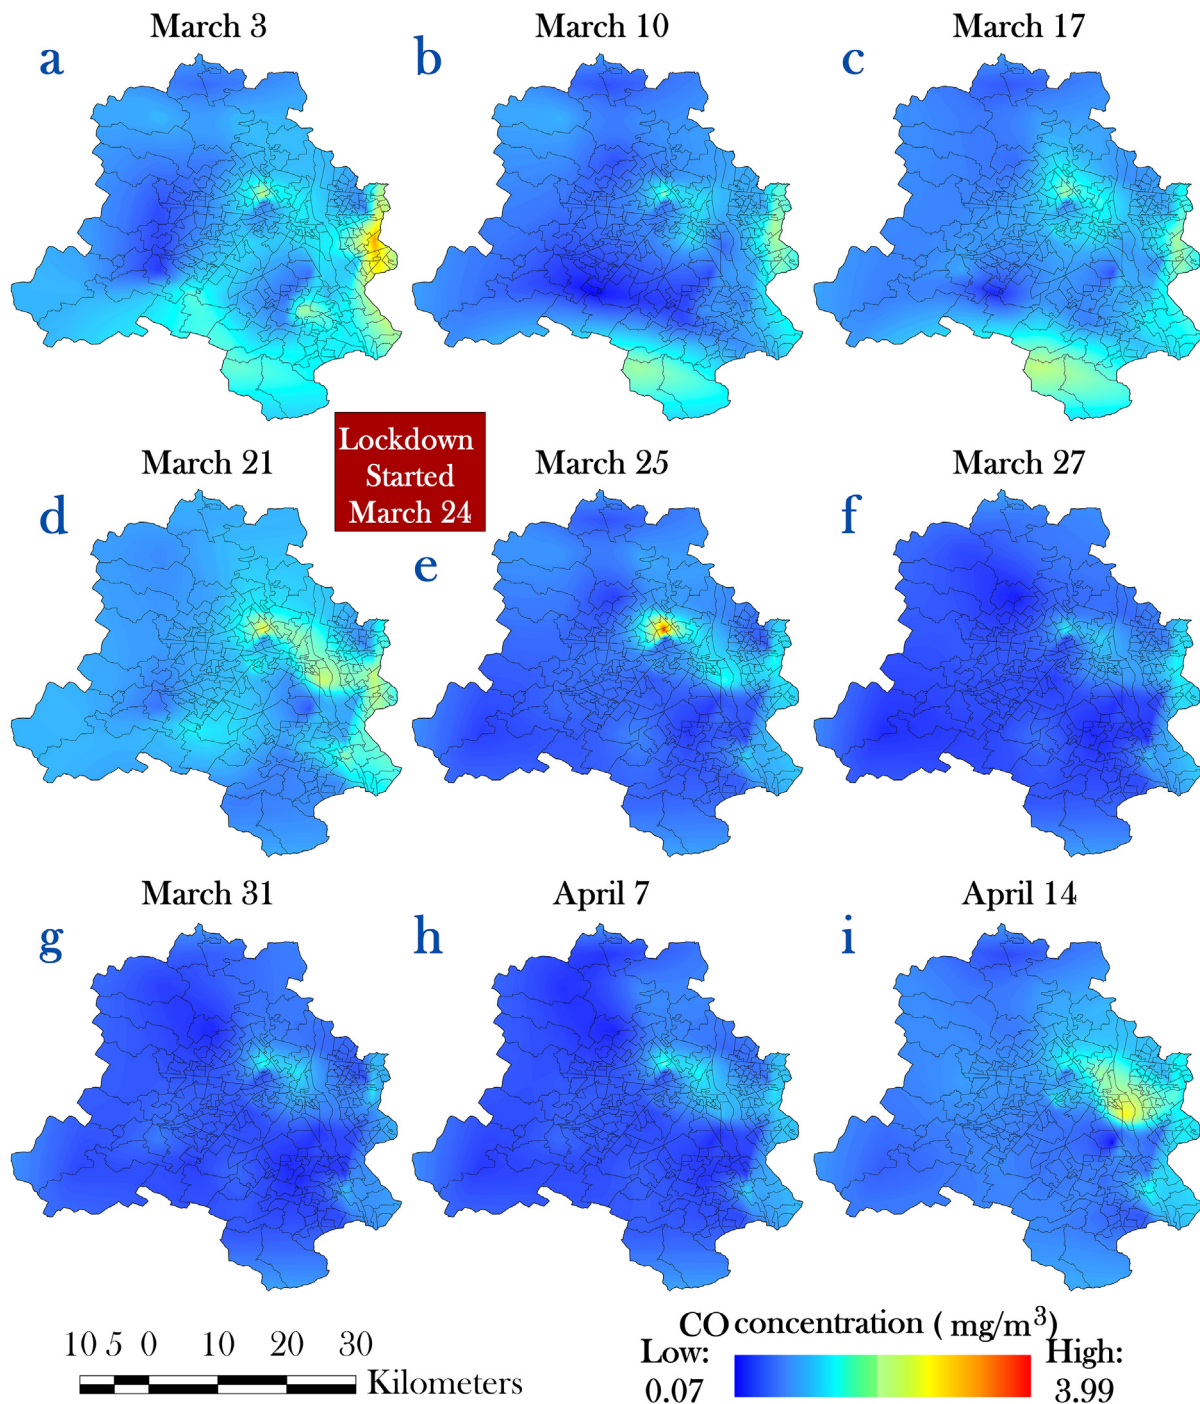 March 3
March 10
March 17
a
b
c
Lockdown
Started
March 24
March 21
March 25
March 27
d
e
f
March 31
April 7
April 14
g
h
i
10 5 0 10 20 30
Kilometers
CO concentration ( mg/m³)
Low:
0.07
High:
3.99